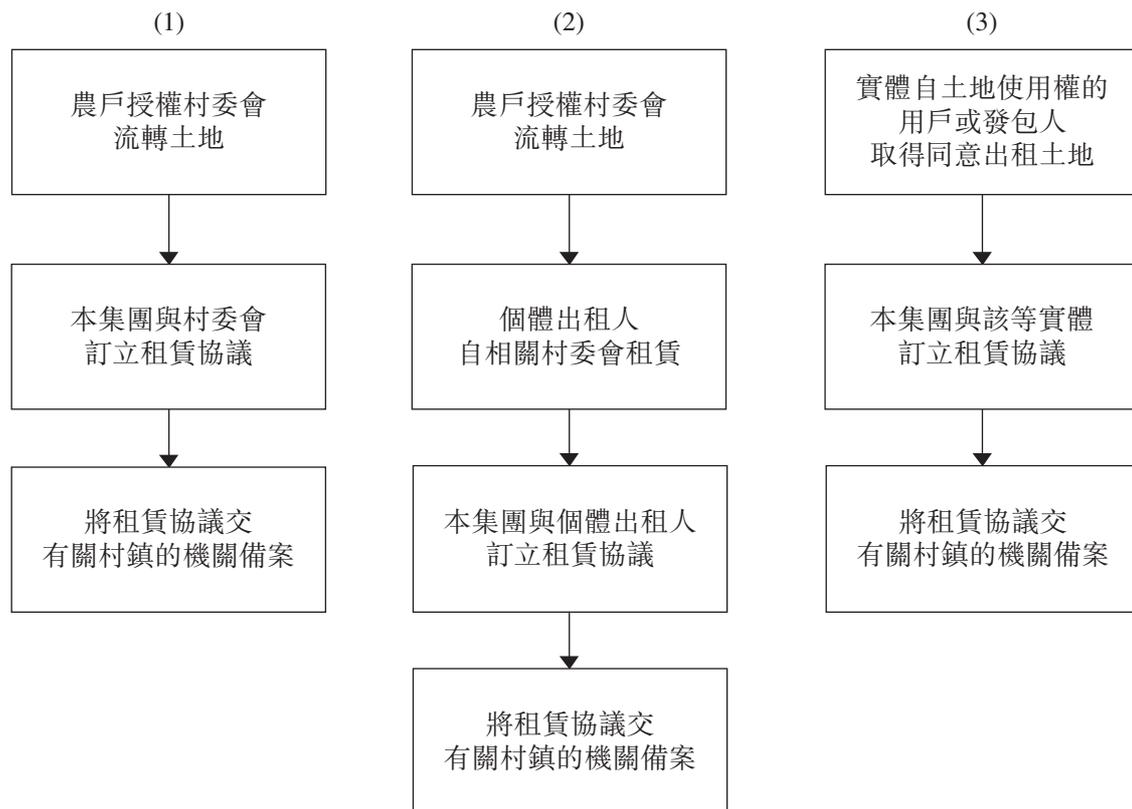 (1)
農戶授權村委會
流轉土地
本集團與村委會
訂立租賃協議
將租賃協議交
有關村鎮的機關備案
(2)
農戶授權村委會
流轉土地
個體出租人
自相關村委會租賃
本集團與個體出租人
訂立租賃協議
將租賃協議交
有關村鎮的機關備案
(3)
實體自土地使用權的
用戶或發包人
取得同意出租土地
本集團與該等實體
訂立租賃協議
將租賃協議交
有關村鎮的機關備案